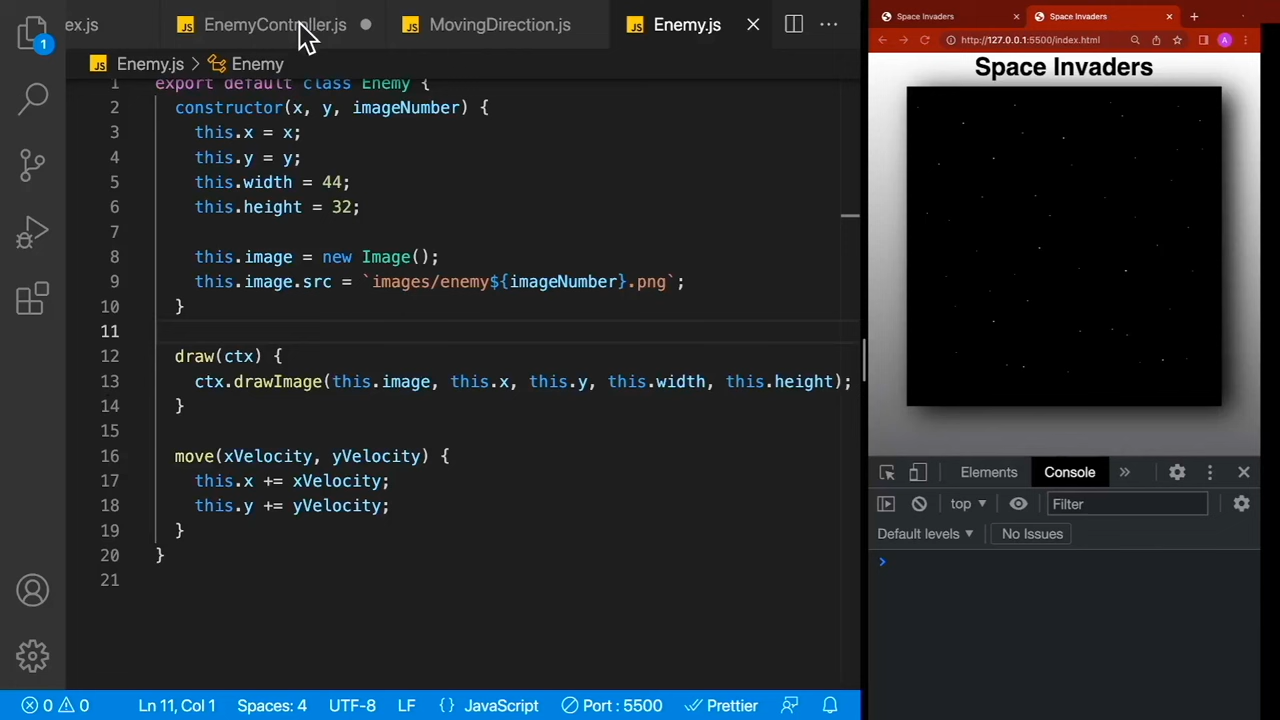 ex.js
JS EnemyController.js
JS MovingDirection.js
JS Enemy.js
JS Enemy.js > Enemy
1 export default class Enemy {
2 constructor(x, y, imageNumber) {
3 this.x = x;
4 this.y = y;
5 this.width = 44;
6 this.height = 32;
7
8 this.image = new Image();
9 this.image.src = `images/enemy${imageNumber}.png`;
10 }
11
12 draw(ctx) {
13 ctx.drawImage(this.image, this.x, this.y, this.width, this.height);
14 }
15
16 move(xVelocity, yVelocity) {
17 this.x += xVelocity;
18 this.y += yVelocity;
19 }
20 }
21
1
0 0
Ln 11, Col 1
Spaces: 4
UTF-8
LF
{} JavaScript
Port : 5500
Prettier
Space Invaders
Space Invaders
http://127.0.0.1:5500/index.html
A
Space Invaders
Elements
Console
top
Filter
Default levels
No Issues